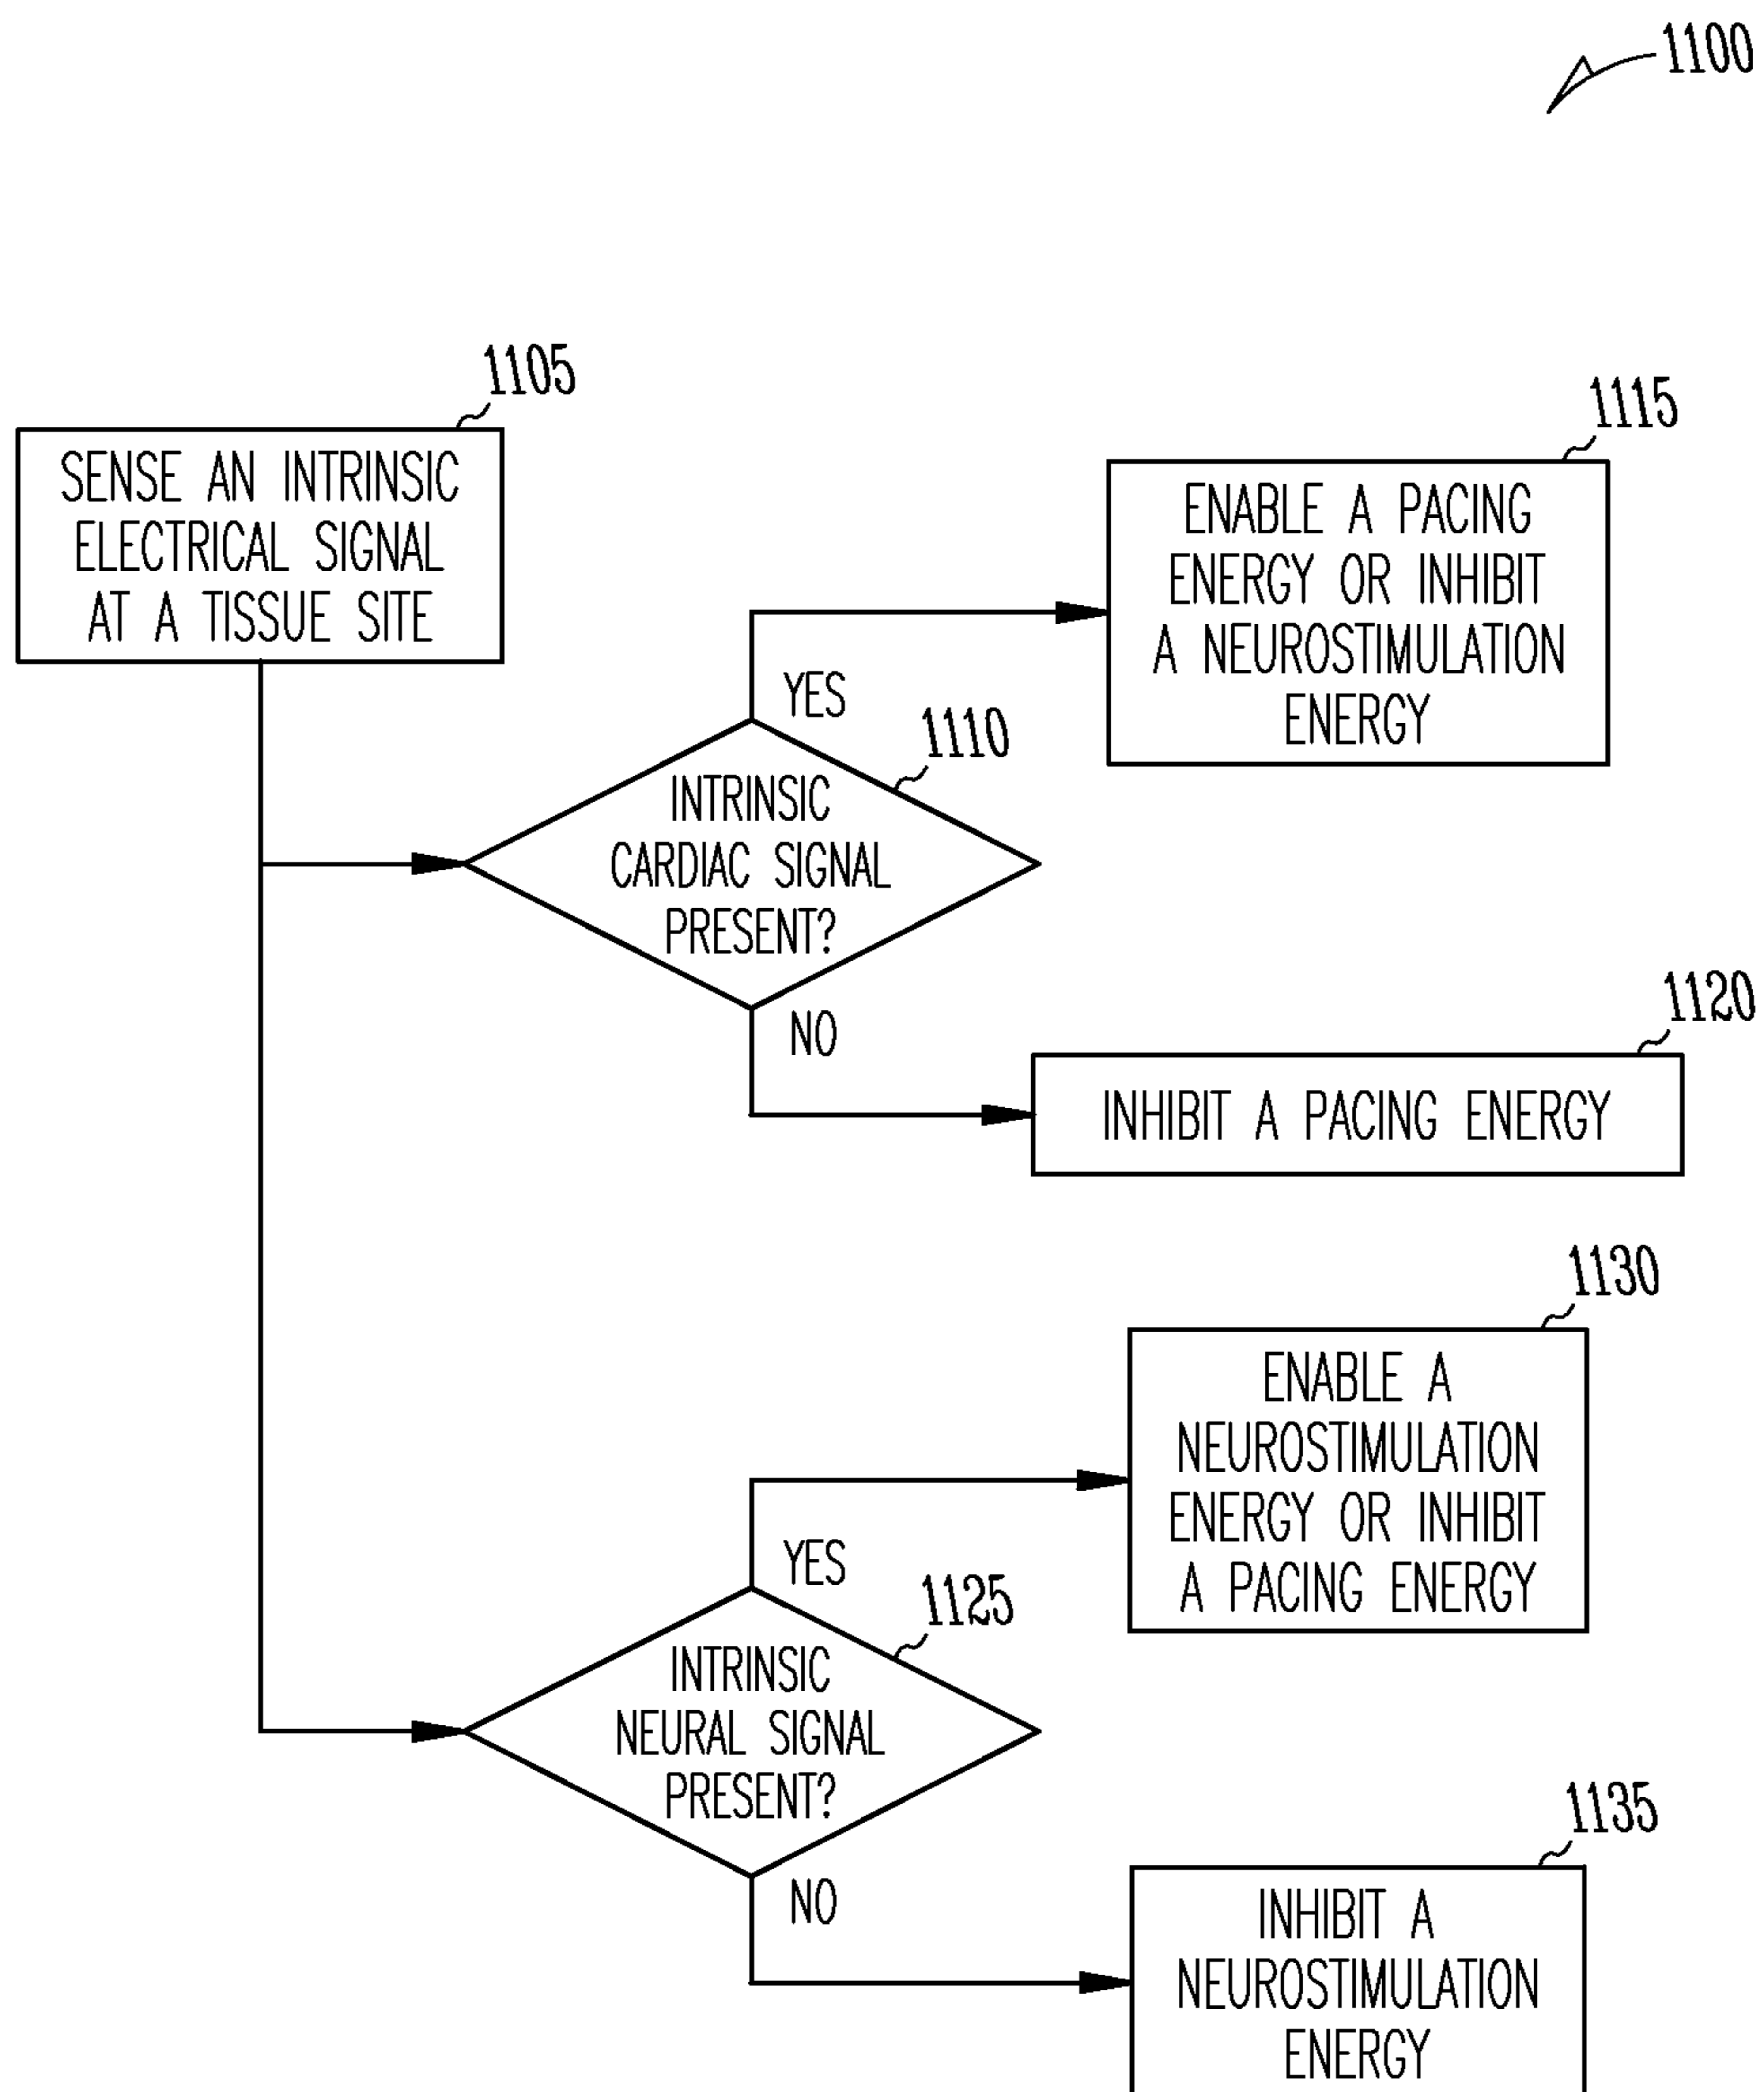 1100
1105
SENSE AN INTRINSIC
ELECTRICAL SIGNAL
AT A TISSUE SITE
1115
ENABLE A PACING
ENERGY OR INHIBIT
A NEUROSTIMULATION
ENERGY
YES
1110
INTRINSIC
CARDIAC SIGNAL
PRESENT?
NO
1120
INHIBIT A PACING ENERGY
1130
ENABLE A
NEUROSTIMULATION
ENERGY OR INHIBIT
A PACING ENERGY
YES
1125
INTRINSIC
NEURAL SIGNAL
PRESENT?
NO
1135
INHIBIT A
NEUROSTIMULATION
ENERGY